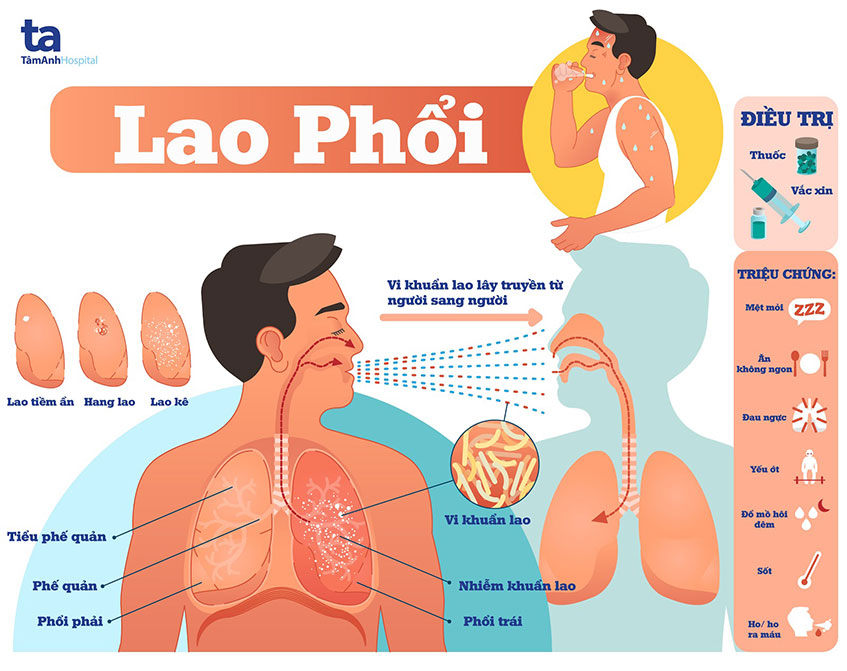 ta
TâmAnhHospital
Lao Phổi
ĐIỀU TRỊ
Thuốc
Vắc xin
Vi khuẩn lao lây truyền từ
người sang người
Lao tiềm ẩn
Hang lao
Lao kê
Vi khuẩn lao
Tiểu phế quản
Phế quản
Phổi phải
Nhiễm khuẩn lao
Phổi trái
TRIỆU CHỨNG:
Mệt mỏi
ZZZ
Ăn
không ngon
Đau ngực
Yếu ớt
Đổ mồ hôi
đêm
Sốt
Ho/ ho
ra máu